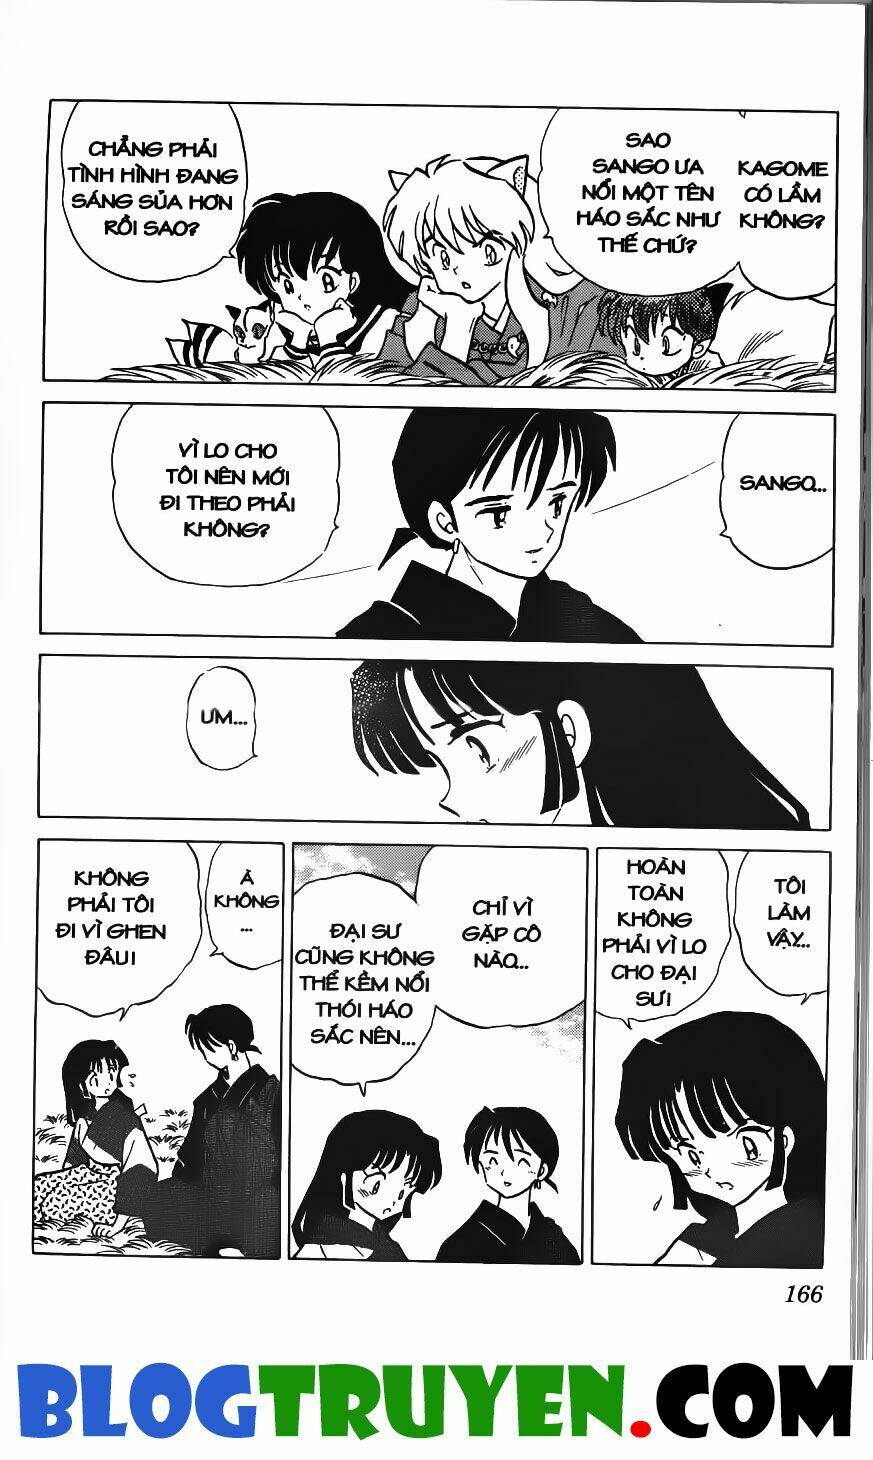 KAGOME
CÓ LẦM
KHÔNG?
SAO
SANGO ƯA
NỔI MỘT TÊN
HÁO SẮC NHƯ
THẾ CHỨ?
CHẲNG PHẢI
TÌNH HÌNH ĐANG
SÁNG SỦA HƠN
RỒI SAO?
SANGO...
VÌ LO CHO
TÔI NÊN MỚI
ĐI THEO PHẢI
KHÔNG?
ƯM...
TÔI
LÀM
VẬY...
HOÀN
TOÀN
KHÔNG
PHẢI VÌ LO
CHO ĐẠI
SƯ!
CHỈ VÌ
GẶP CÔ
NÀO...
ĐẠI SƯ
CŨNG KHÔNG
THỂ KỀM NỔI
THÓI HÁO
SẮC NÊN...
À
KHÔNG
...
KHÔNG
PHẢI TÔI
ĐI VÌ GHEN
ĐÂU!
166
BLOGTRUYEN.COM